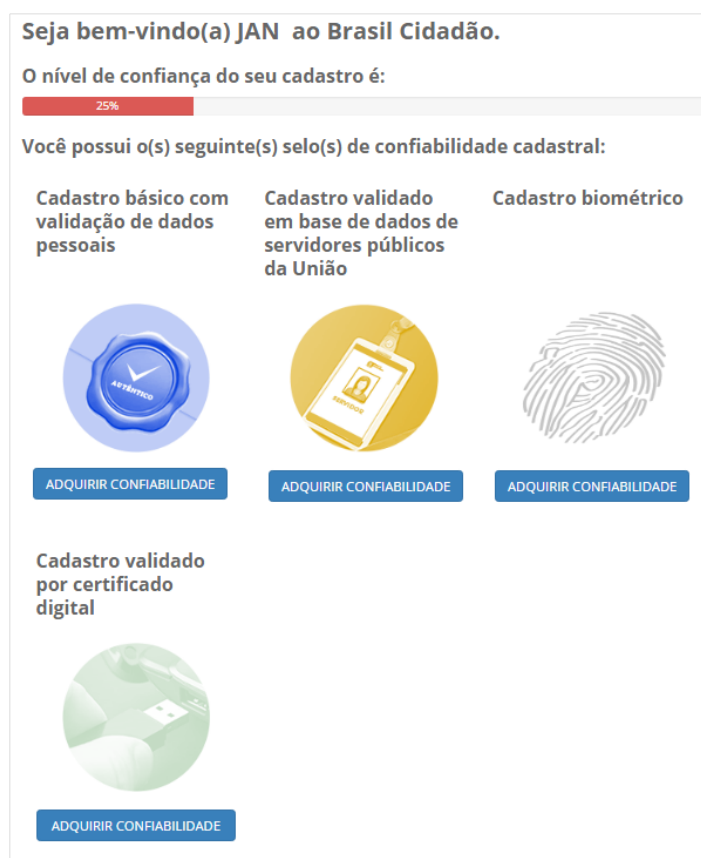 Seja bem-vindo(a) JAN ao Brasil Cidadão.
O nível de confiança do seu cadastro é:
25%
Você possui o(s) seguinte(s) selo(s) de confiabilidade cadastral:
Cadastro básico com
validação de dados
pessoais
Cadastro validado
em base de dados de
servidores públicos
da União
Cadastro biométrico
AUTÊNTICO
SERVIDOR
ADQUIRIR CONFIABILIDADE
ADQUIRIR CONFIABILIDADE
ADQUIRIR CONFIABILIDADE
Cadastro validado
por certificado
digital
ADQUIRIR CONFIABILIDADE